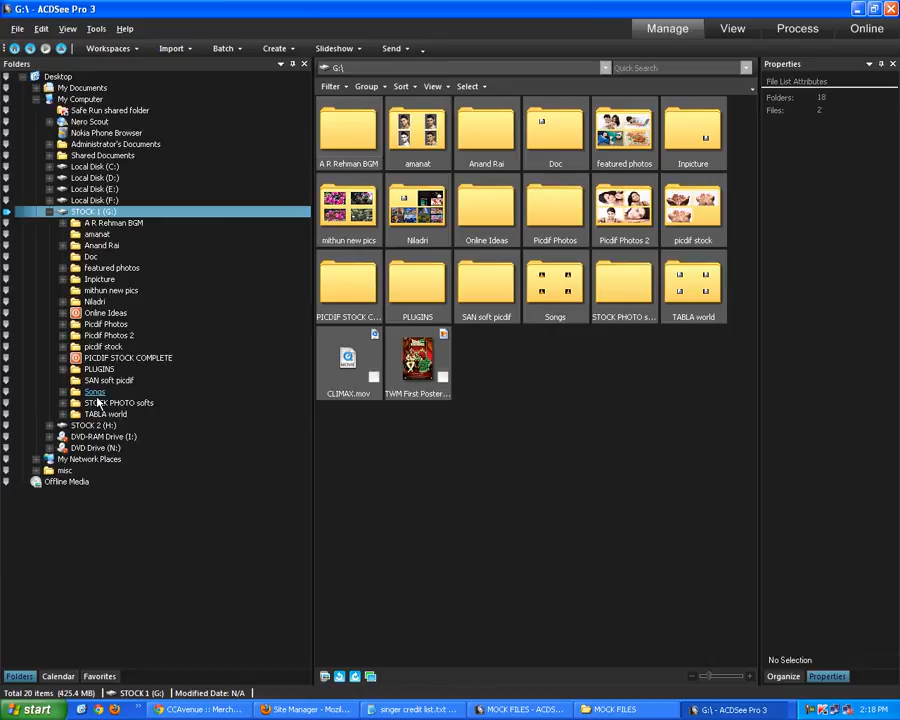 G:\ - ACDSee Pro 3
File Edit View Tools Help
Manage View Process Online
Workspaces Import Batch Create Slideshow Send
Folders
Desktop
My Documents
My Computer
Safe Run shared folder
Nero Scout
Nokia Phone Browser
Administrator's Documents
Shared Documents
Local Disk (C:)
Local Disk (D:)
Local Disk (E:)
Local Disk (F:)
STOCK 1 (G:)
A R Rehman BGM
amanat
Anand Rai
Doc
featured photos
Inpicture
mithun new pics
Niladri
Online Ideas
Picdif Photos
Picdif Photos 2
picdif stock
PICDIF STOCK COMPLETE
PLUGINS
SAN soft picdif
Songs
STOCK PHOTO softs
TABLA world
STOCK 2 (H:)
DVD-RAM Drive (I:)
DVD Drive (N:)
My Network Places
misc
Offline Media
Folders Calendar Favorites
G:\ Quick Search
Filter Group Sort View Select
A R Rehman BGM amanat Anand Rai Doc featured photos Inpicture
mithun new pics Niladri Online Ideas Picdif Photos Picdif Photos 2 picdif stock
PICDIF STOCK C... PLUGINS SAN soft picdif Songs STOCK PHOTO s... TABLA world
MOVIE
CLIMAX.mov TWM First Poster...
Properties
File List Attributes
Folders: 18
Files: 2
No Selection
Organize Properties
Total 20 items (425.4 MB) STOCK 1 (G:) Modified Date: N/A
start CCAvenue :: Merch... Site Manager - Mozil... singer credit list.txt ... MOCK FILES - ACDS... MOCK FILES G:\ - ACDSee Pro 3 2:18 PM